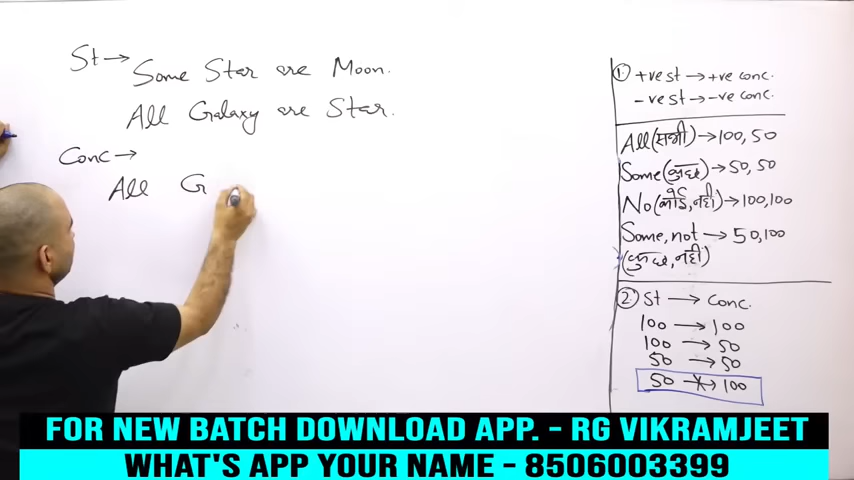 St → Some Star are Moon.
All Galaxy are Star.
Conc →
All G
① +ve st → +ve conc.
-ve st → -ve conc.
All (सभी) → 100, 50
Some (कुछ) → 50, 50
No (कोई, नहीं) → 100, 100
Some, not → 50, 100
(कुछ, नहीं)
② St → Conc.
100 → 100
100 → 50
50 → 50
50 → 100
FOR NEW BATCH DOWNLOAD APP. - RG VIKRAMJEET
WHAT'S APP YOUR NAME - 8506003399